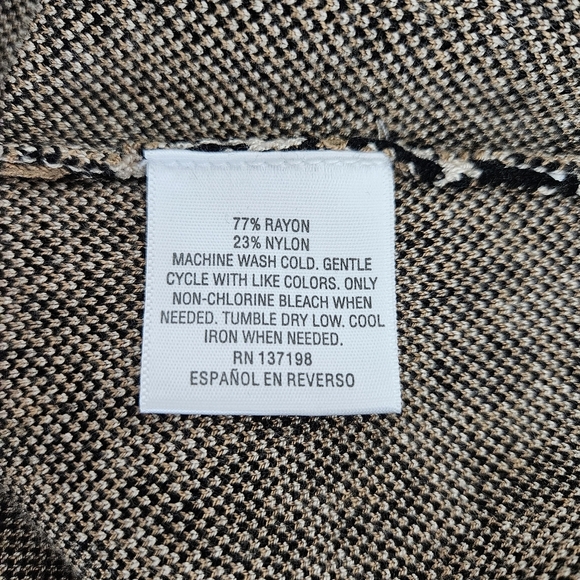 77% RAYON
23% NYLON
MACHINE WASH COLD. GENTLE
CYCLE WITH LIKE COLORS. ONLY
NON-CHLORINE BLEACH WHEN
NEEDED. TUMBLE DRY LOW. COOL
IRON WHEN NEEDED.
RN 137198
ESPAÑOL EN REVERSO